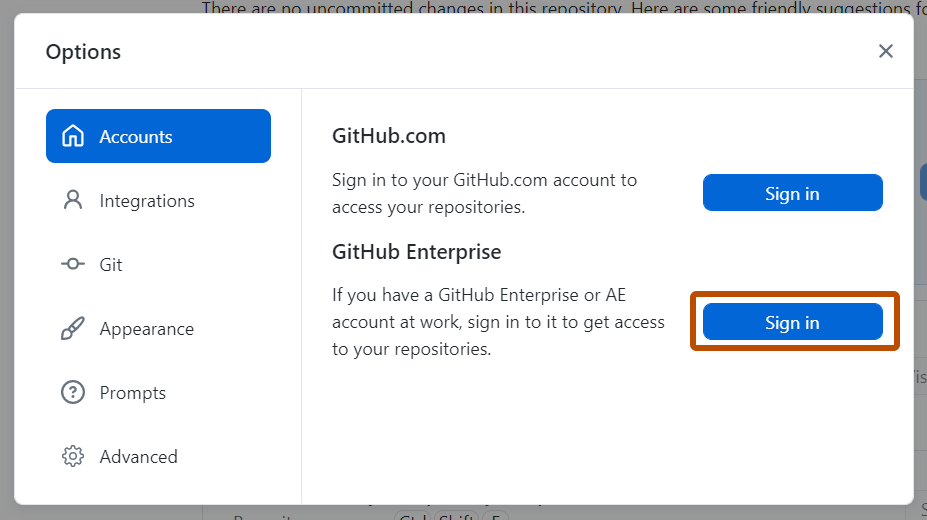 There are no uncommitted changes in this repository. Here are some friendly suggestions for
Options
Accounts
Integrations
Git
Appearance
Prompts
Advanced
GitHub.com
Sign in to your GitHub.com account to
access your repositories.
Sign in
GitHub Enterprise
If you have a GitHub Enterprise or AE
account at work, sign in to it to get access
to your repositories.
Sign in
Ctrl Shift F